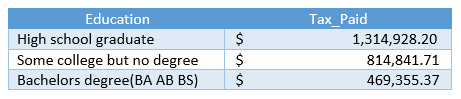 Education Tax_Paid
High school graduate $ 1,314,928.20
Some college but no degree $ 814,841.71
Bachelors degree(BA AB BS) $ 469,355.37